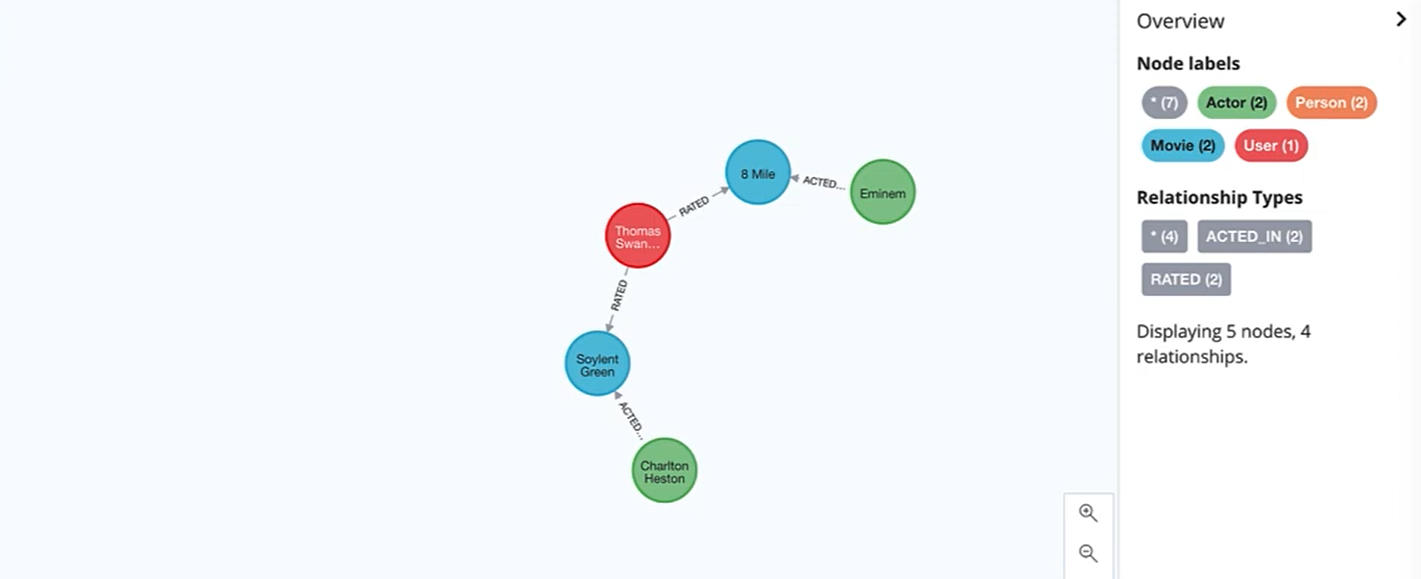 8 Mile
ACTED...
Eminem
RATED
Thomas
Swan...
RATED
Soylent
Green
ACTED...
Charlton
Heston
Overview
Node labels
* (7) Actor (2) Person (2)
Movie (2) User (1)
Relationship Types
* (4) ACTED_IN (2)
RATED (2)
Displaying 5 nodes, 4
relationships.